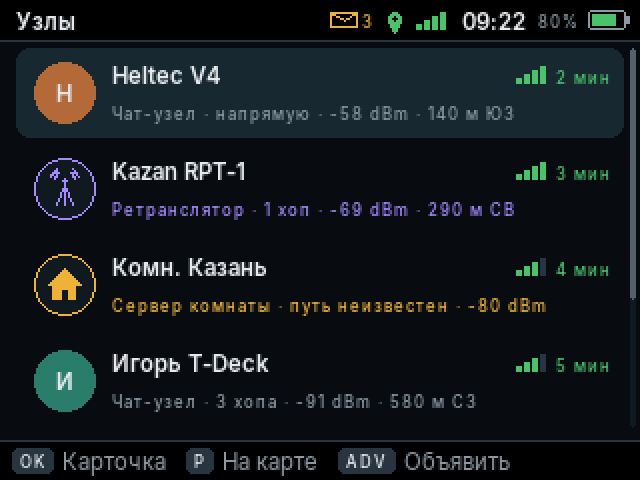 Узлы 3 09:22 80%
H Heltec V4 2 мин
Чат-узел · напрямую · -58 dBm · 140 м ЮЗ
Kazan RPT-1 3 мин
Ретранслятор · 1 хоп · -69 dBm · 290 м СВ
Комн. Казань 4 мин
Сервер комнаты · путь неизвестен · -80 dBm
И Игорь T-Deck 5 мин
Чат-узел · 3 хопа · -91 dBm · 580 м СЗ
OK Карточка P На карте ADV Объявить